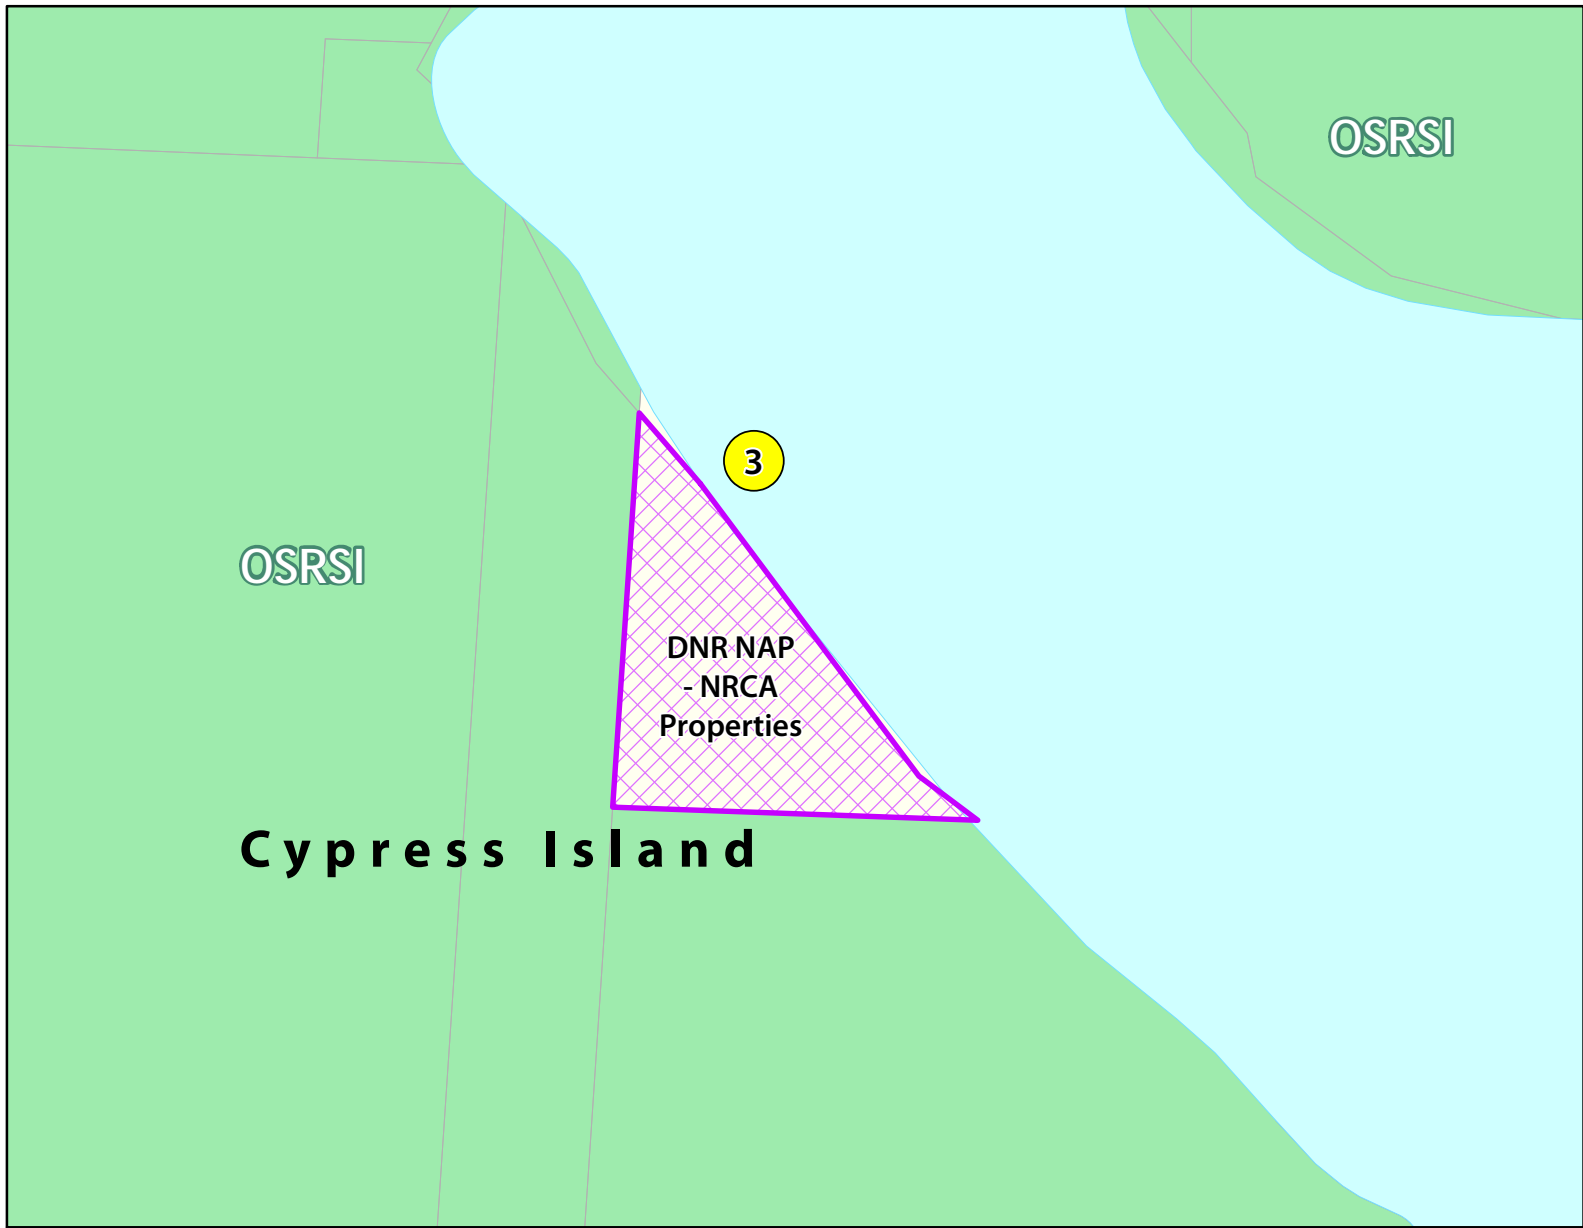 OSRSI
3
OSRSI
DNR NAP
- NRCA
Properties
Cypress Island